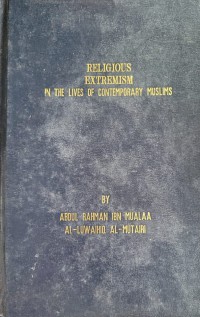 RELIGIOUS
EXTREMISM
IN THE LIVES OF CONTEMPORARY MUSLIMS
BY
ABDUL RAHMAN IBN MUALAA
AL-LUWAIHIQ AL-MUTAIRI